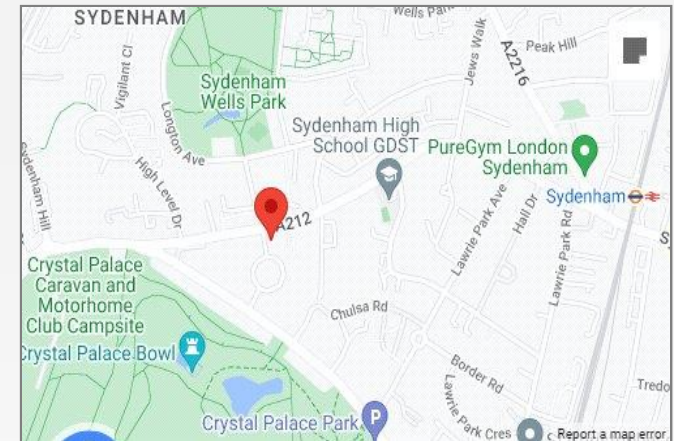 SYDENHAM
Wells Par
Vigilant Cl
Jews Walk
A2216
Peak Hill
Sydenham
Wells Park
Longton Ave
Sydenham High
School GDST
PureGym London
Sydenham
Sydenham
High Level Dr
Sydenham Hill
A212
Lawrie Park Ave
Hall Dr
Lawrie Park Rd
Crystal Palace
Caravan and
Motorhome
Club Campsite
Chulsa Rd
Crystal Palace Bowl
Border Rd
Crystal Palace Park
P
Lawrie Park Cres
Tredo
Report a map error